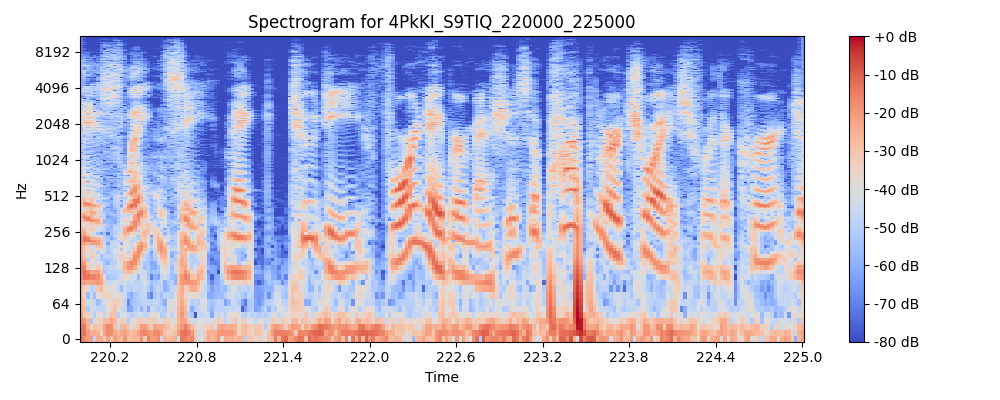 Spectrogram for 4PkKI_S9TIQ_220000_225000
Hz
8192
4096
2048
1024
512
256
128
64
0
220.2 220.8 221.4 222.0 222.6 223.2 223.8 224.4 225.0
Time
+0 dB
-10 dB
-20 dB
-30 dB
-40 dB
-50 dB
-60 dB
-70 dB
-80 dB